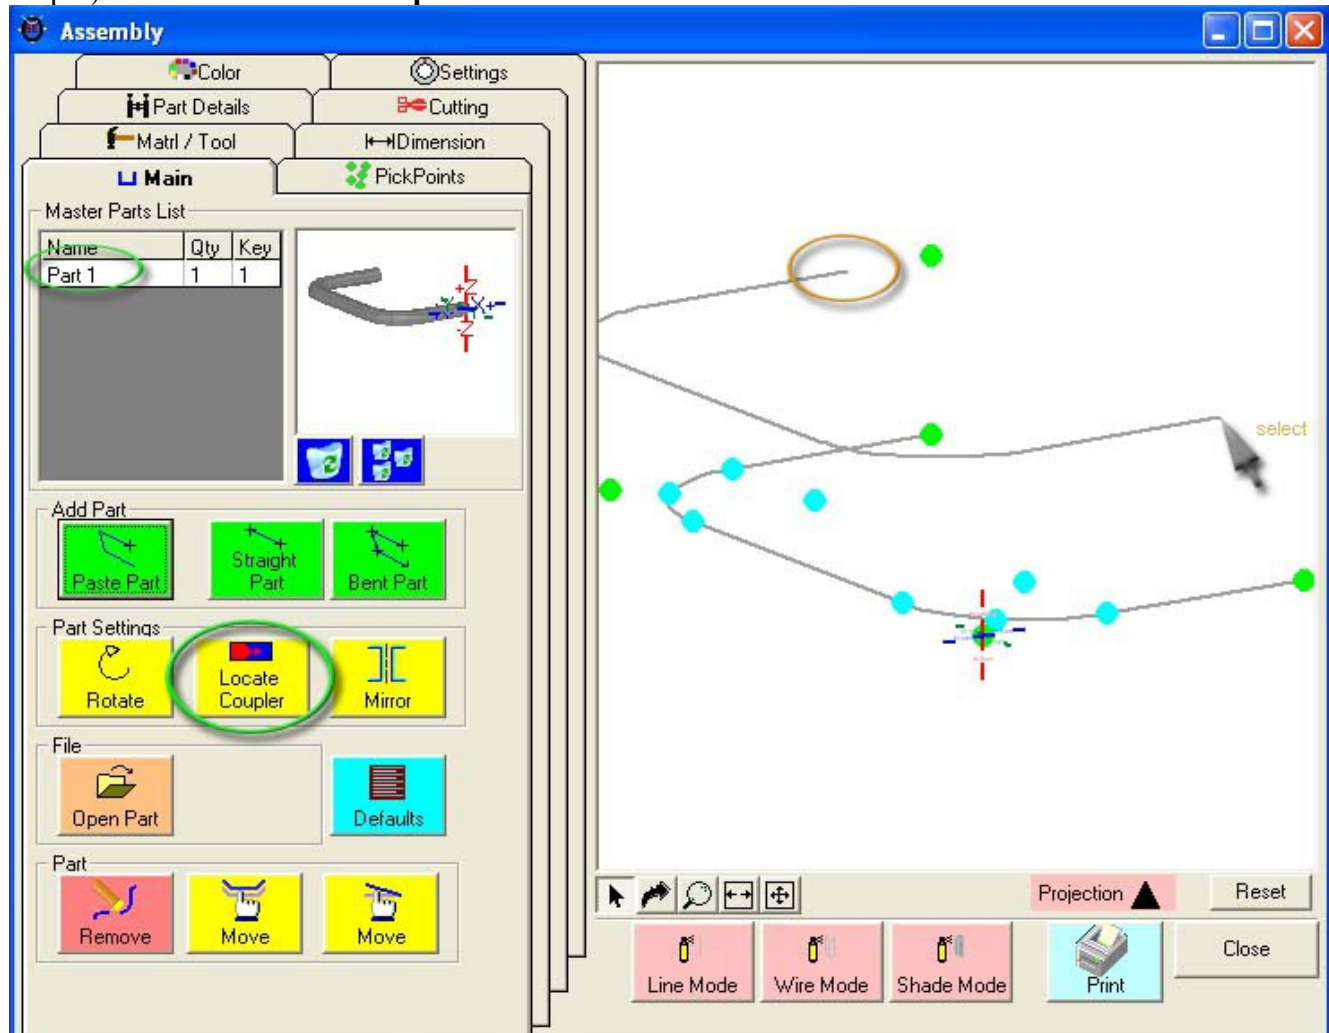 Assembly
Color
Settings
Part Details
Cutting
Matrl / Tool
Dimension
Main
PickPoints
Master Parts List
Name Qty Key
Part 1 1 1
+Z
X+
-Z
select
Add Part
Paste Part
Straight Part
Bent Part
Part Settings
Rotate
Locate Coupler
Mirror
File
Open Part
Defaults
Part
Remove
Move
Move
Projection
Reset
Line Mode
Wire Mode
Shade Mode
Print
Close